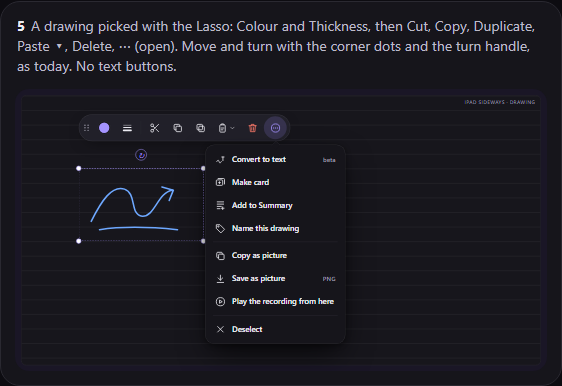 5 A drawing picked with the Lasso: Colour and Thickness, then Cut, Copy, Duplicate,
Paste ▾, Delete, ⋯ (open). Move and turn with the corner dots and the turn handle,
as today. No text buttons.
iPAD SIDEWAYS · DRAWING
Convert to text beta
Make card
Add to Summary
Name this drawing
Copy as picture
Save as picture PNG
Play the recording from here
Deselect